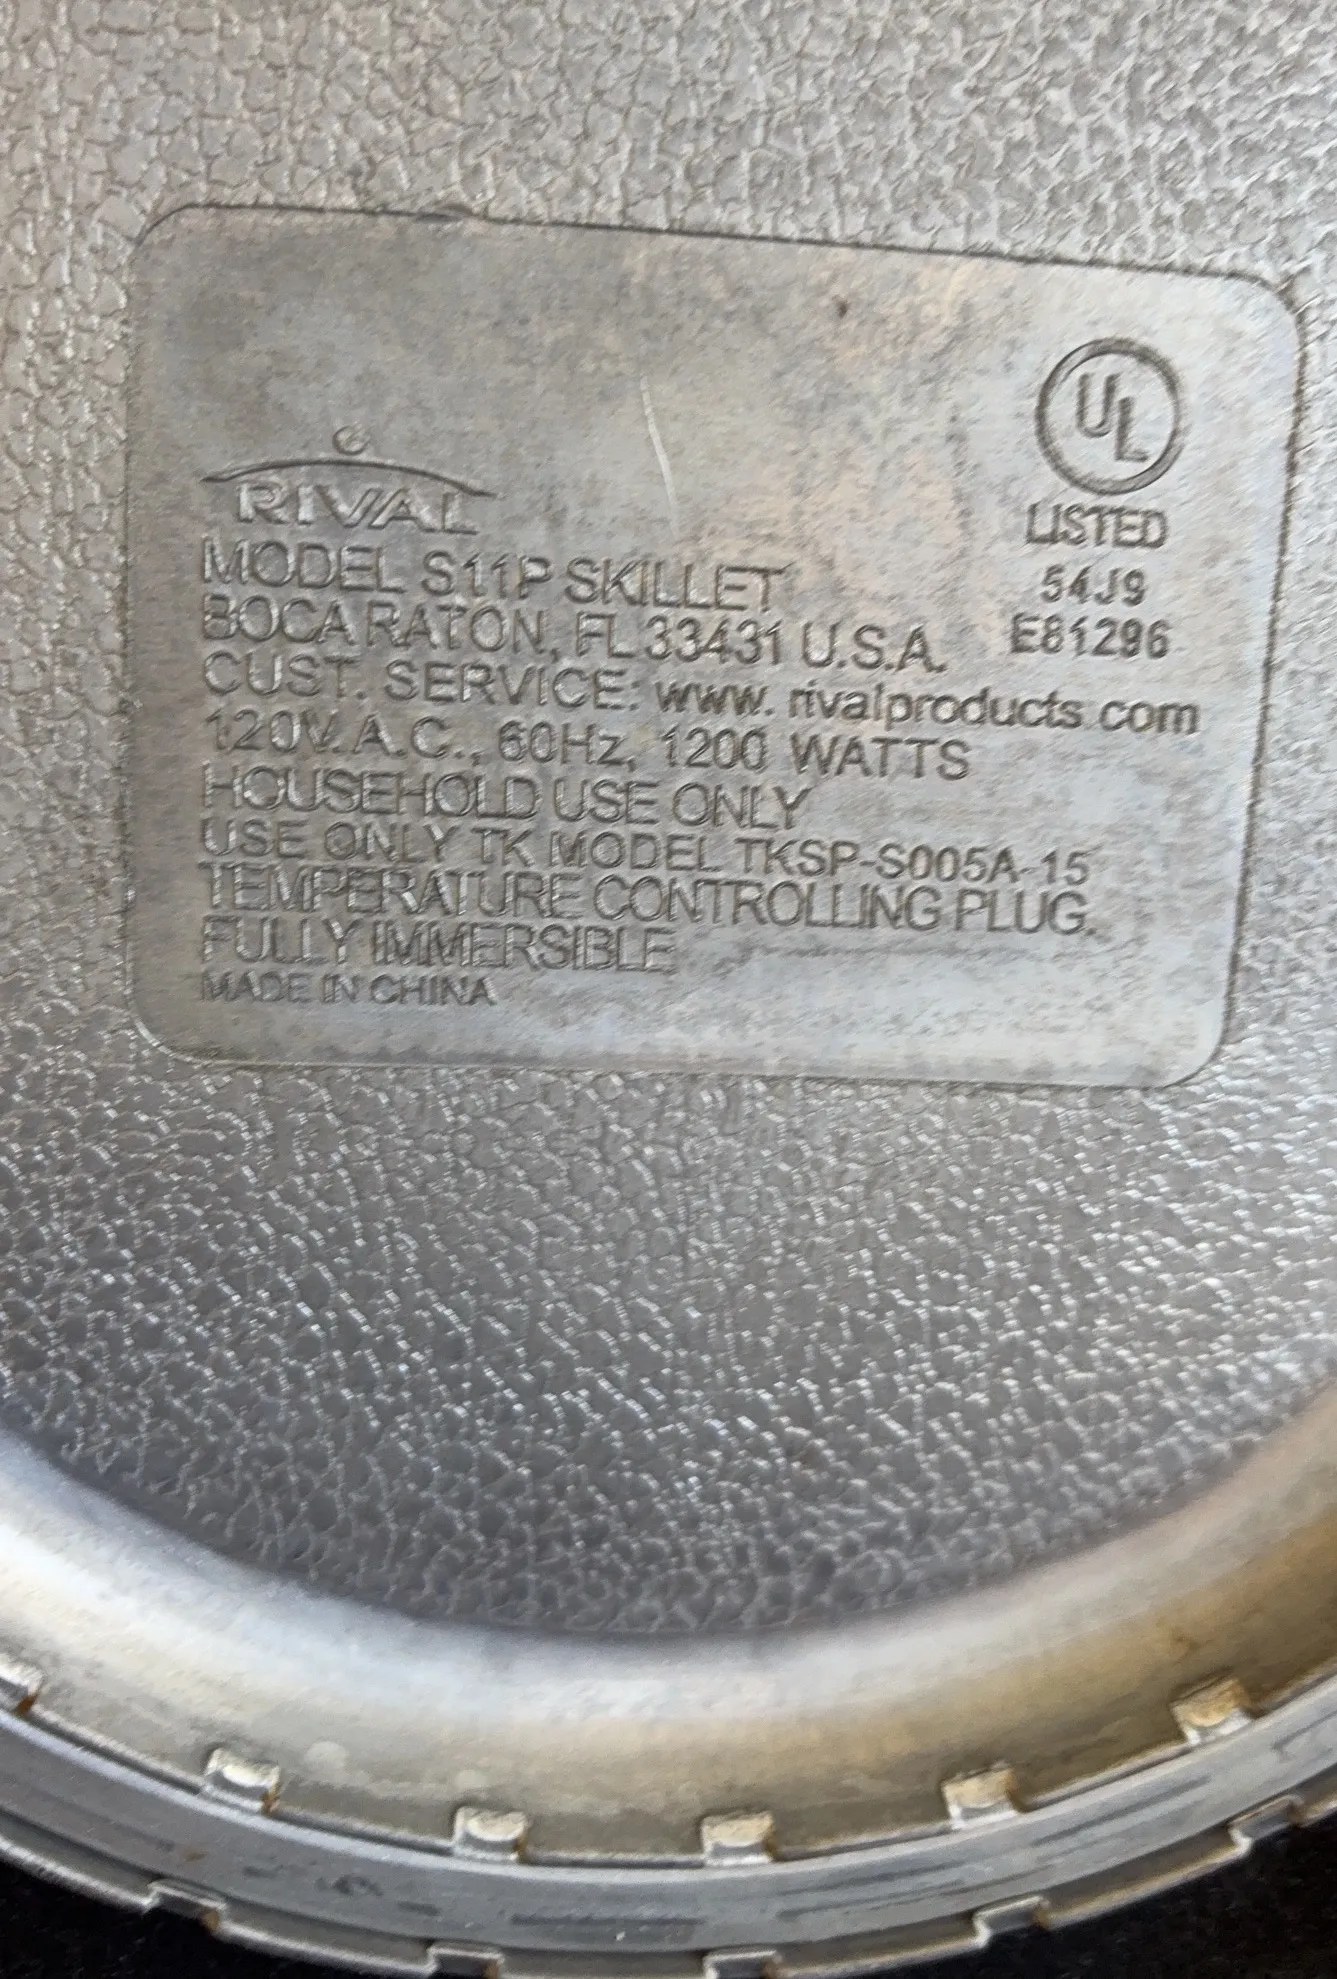 RIVAL
MODEL S11P SKILLET
BOCA RATON, FL 33431 U.S.A.
CUST. SERVICE: www. rivalproducts.com
120V.A.C., 60Hz, 1200 WATTS
HOUSEHOLD USE ONLY
USE ONLY TK MODEL TKSP-S005A-15
TEMPERATURE CONTROLLING PLUG.
FULLY IMMERSIBLE
MADE IN CHINA
UL
LISTED
54J9
E81296